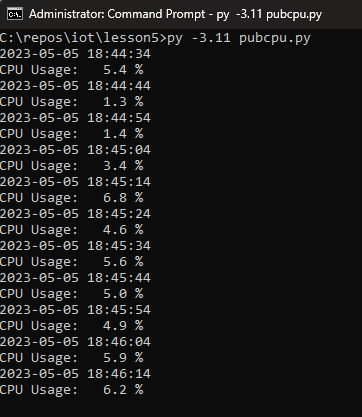 Administrator: Command Prompt - py  -3.11 pubcpu.py
C:\repos\iot\lesson5>py -3.11 pubcpu.py
2023-05-05 18:44:34
CPU Usage:   5.4 %
2023-05-05 18:44:44
CPU Usage:   1.3 %
2023-05-05 18:44:54
CPU Usage:   1.4 %
2023-05-05 18:45:04
CPU Usage:   3.4 %
2023-05-05 18:45:14
CPU Usage:   6.8 %
2023-05-05 18:45:24
CPU Usage:   4.6 %
2023-05-05 18:45:34
CPU Usage:   5.6 %
2023-05-05 18:45:44
CPU Usage:   5.0 %
2023-05-05 18:45:54
CPU Usage:   4.9 %
2023-05-05 18:46:04
CPU Usage:   5.9 %
2023-05-05 18:46:14
CPU Usage:   6.2 %